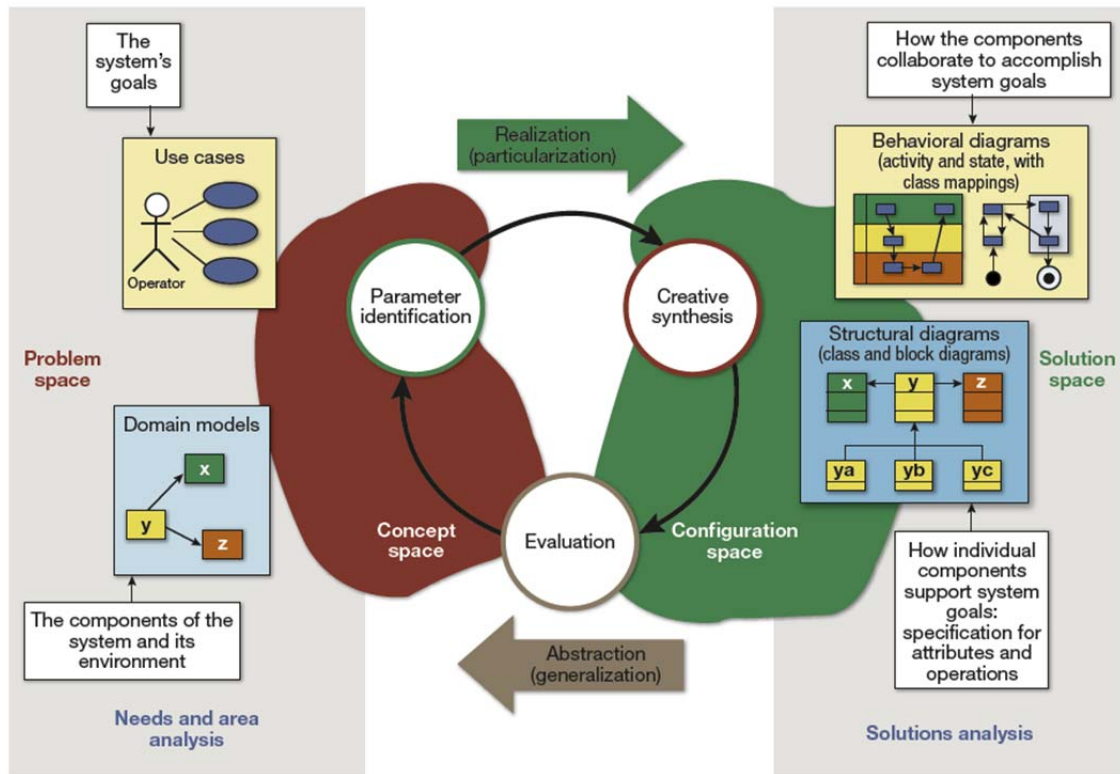 The
system's
goals
Use cases
Operator
Problem
space
Domain models
x
y
z
The components of the
system and its
environment
Needs and area
analysis
Realization
(particularization)
Parameter
identification
Creative
synthesis
Concept
space
Evaluation
Configuration
space
Abstraction
(generalization)
How the components
collaborate to accomplish
system goals
Behavioral diagrams
(activity and state, with
class mappings)
Structural diagrams
(class and block diagrams)
x y z
ya yb yc
Solution
space
How individual
components
support system
goals:
specification for
attributes and
operations
Solutions analysis